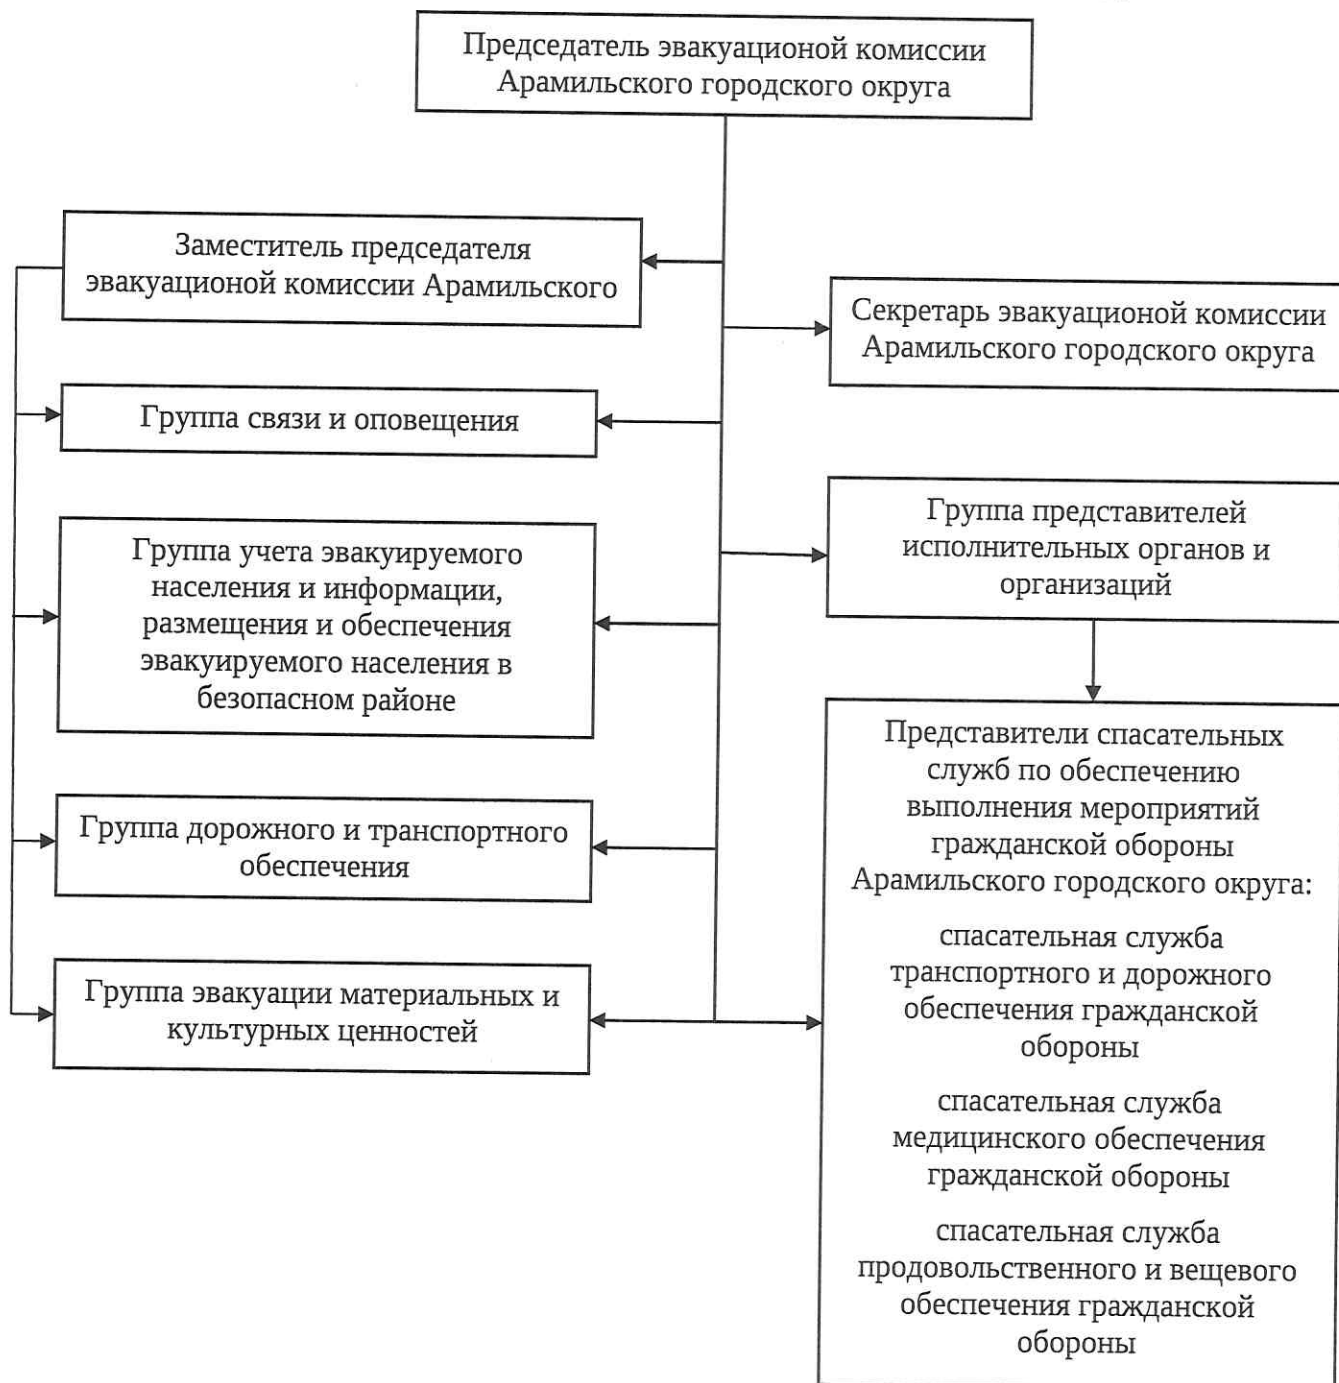 Председатель эвакуационой комиссии
Арамильского городского округа
Заместитель председателя
эвакуационой комиссии Арамильского
Секретарь эвакуационой комиссии
Арамильского городского округа
Группа связи и оповещения
Группа представителей
исполнительных органов и
организаций
Группа учета эвакуируемого
населения и информации,
размещения и обеспечения
эвакуируемого населения в
безопасном районе
Группа дорожного и транспортного
обеспечения
Группа эвакуации материальных и
культурных ценностей
Представители спасательных
служб по обеспечению
выполнения мероприятий
гражданской обороны
Арамильского городского округа:
спасательная служба
транспортного и дорожного
обеспечения гражданской
обороны
спасательная служба
медицинского обеспечения
гражданской обороны
спасательная служба
продовольственного и вещевого
обеспечения гражданской
обороны